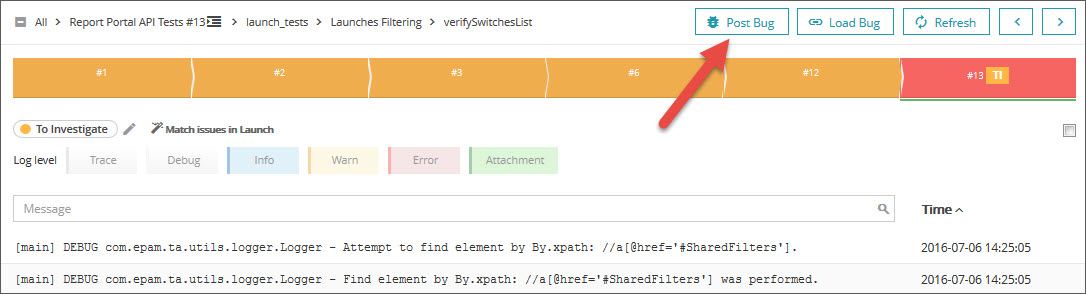 All > Report Portal API Tests #13 > launch_tests > Launches Filtering > verifySwitchesList Post Bug Load Bug Refresh < >
#1 #2 #3 #6 #12 #13 TI
To Investigate Match issues in Launch
Log level Trace Debug Info Warn Error Attachment
Message Time
[main] DEBUG com.epam.ta.utils.logger.Logger - Attempt to find element by By.xpath: //a[@href='#SharedFilters']. 2016-07-06 14:25:05
[main] DEBUG com.epam.ta.utils.logger.Logger - Find element by By.xpath: //a[@href='#SharedFilters'] was performed. 2016-07-06 14:25:05